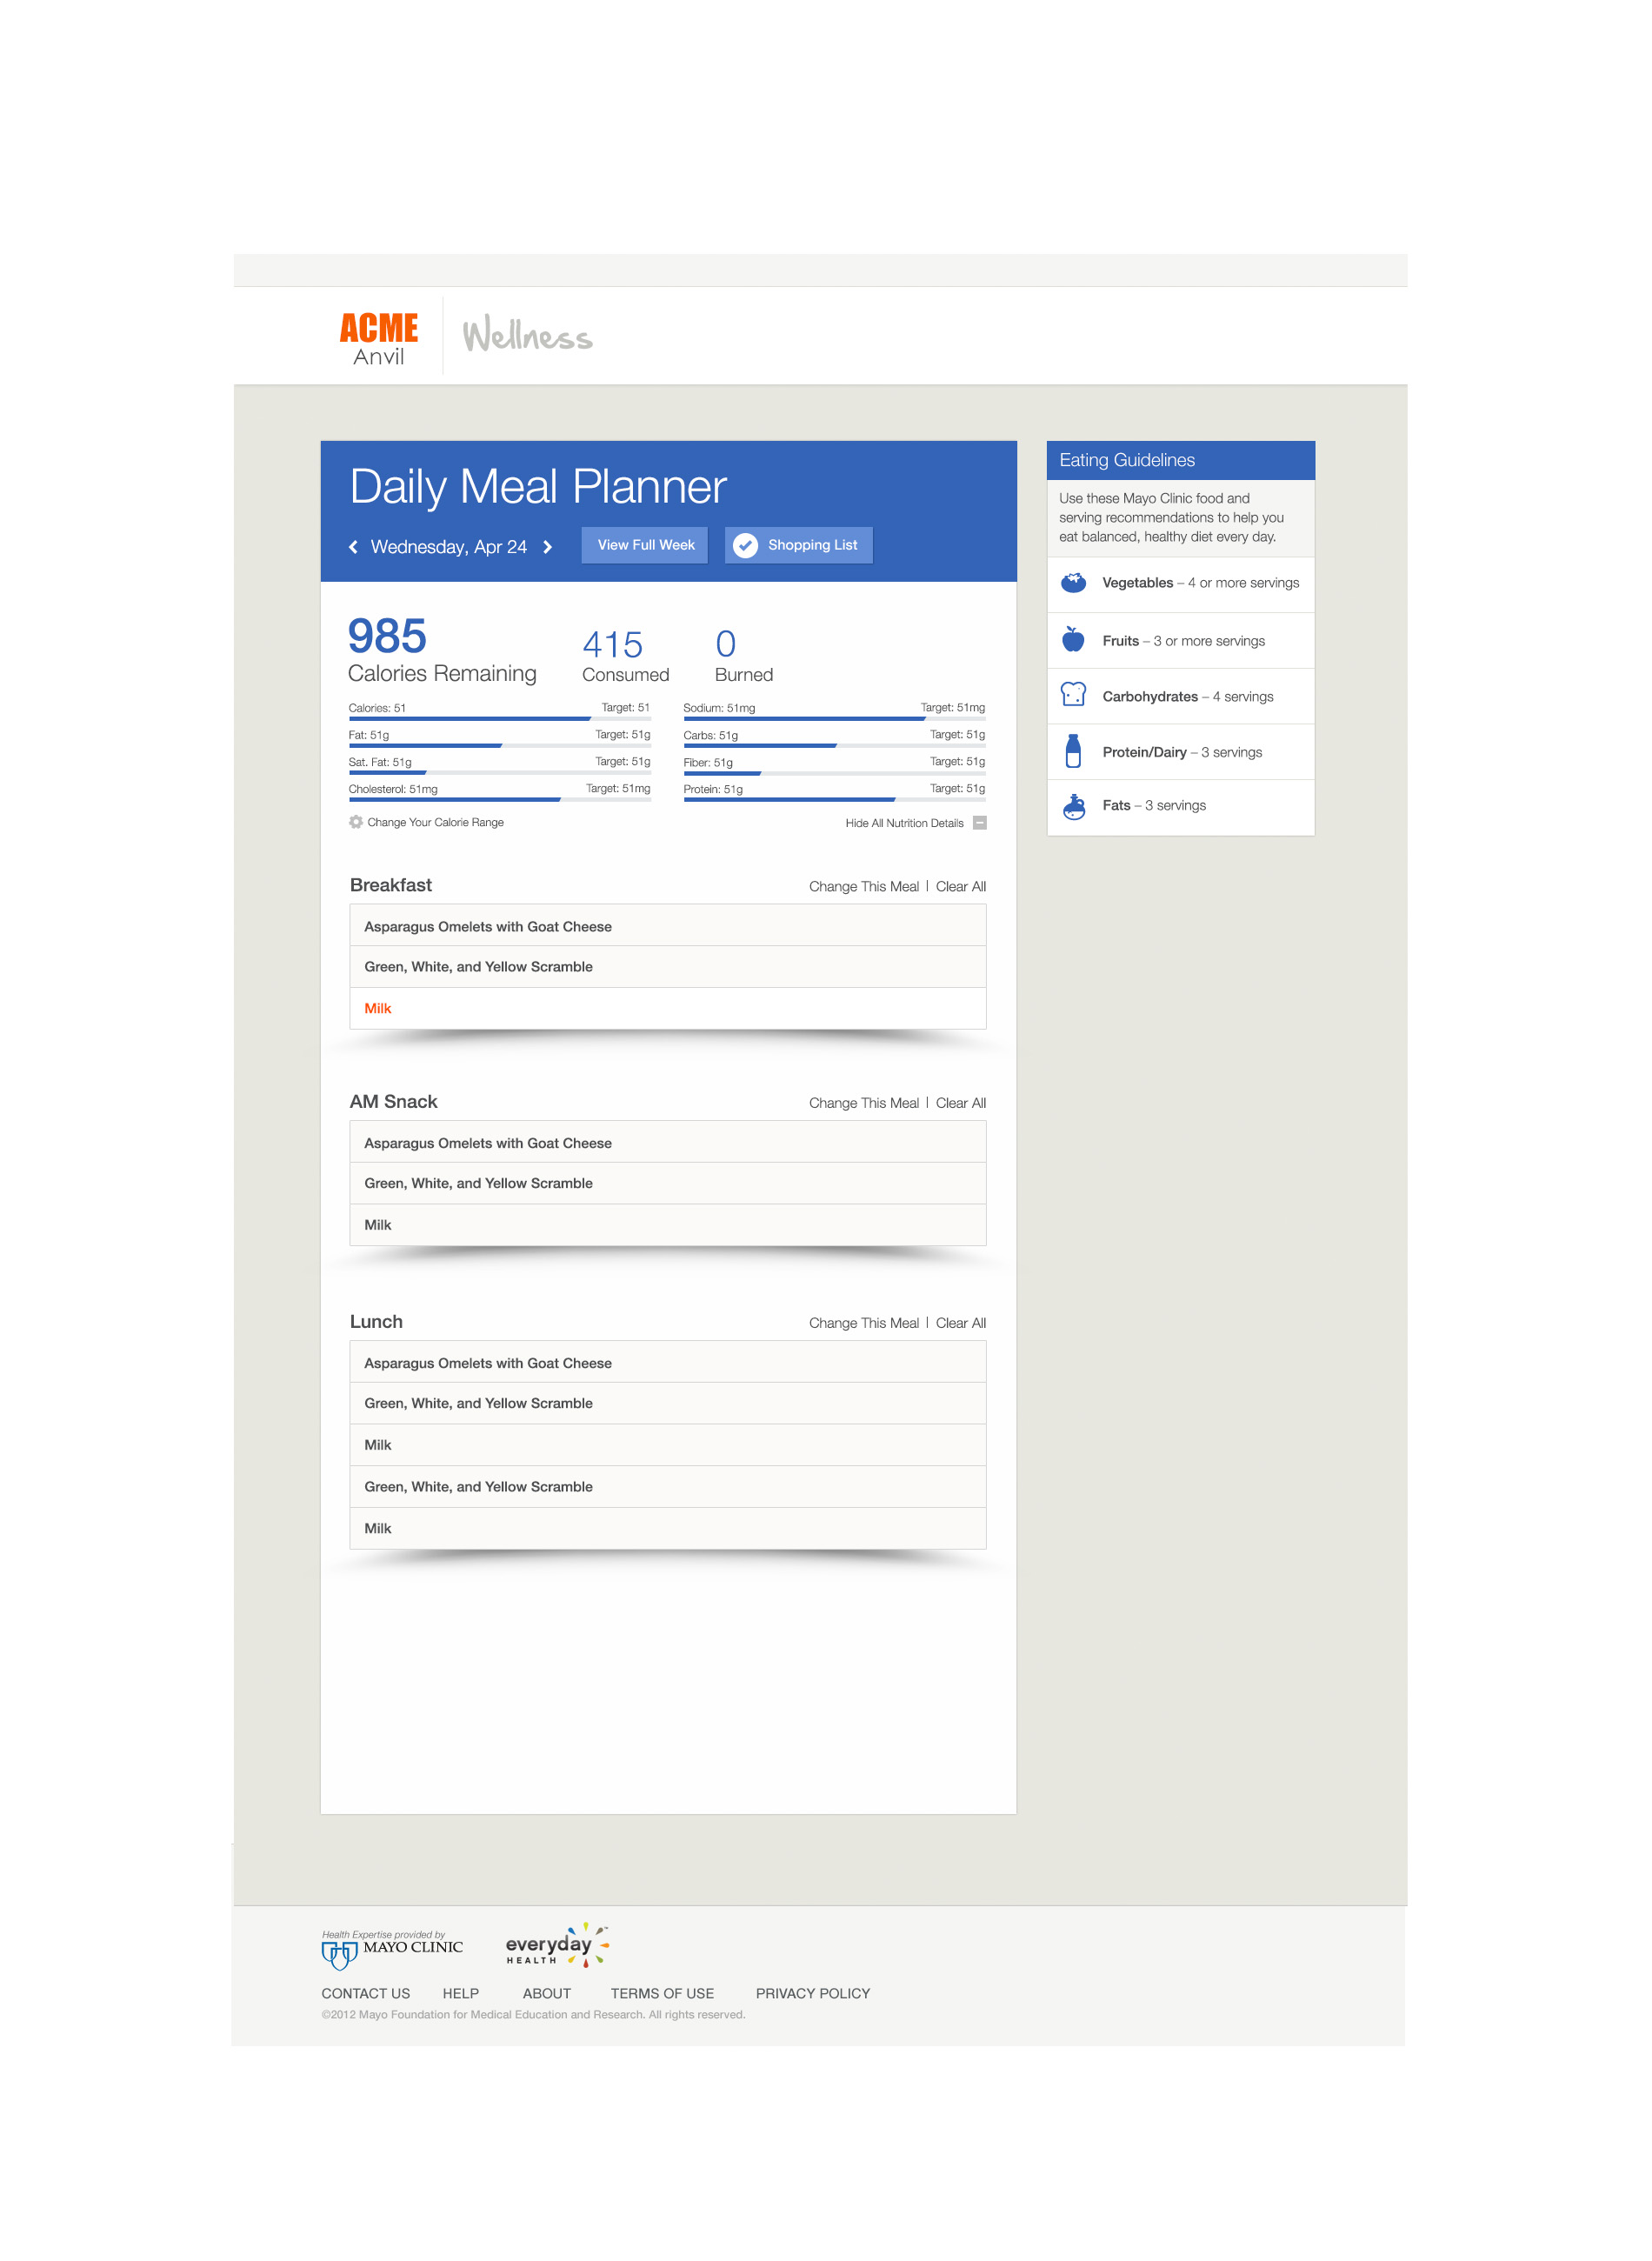 ACME
Anvil
Wellness
Daily Meal Planner
Wednesday, Apr 24
View Full Week
Shopping List
985
Calories Remaining
415
Consumed
0
Burned
Calories: 51 Target: 51
Fat: 51g Target: 51g
Sat. Fat: 51g Target: 51g
Cholesterol: 51mg Target: 51mg
Sodium: 51mg Target: 51mg
Carbs: 51g Target: 51g
Fiber: 51g Target: 51g
Protein: 51g Target: 51g
Change Your Calorie Range
Hide All Nutrition Details
Breakfast
Change This Meal | Clear All
Asparagus Omelets with Goat Cheese
Green, White, and Yellow Scramble
Milk
AM Snack
Change This Meal | Clear All
Asparagus Omelets with Goat Cheese
Green, White, and Yellow Scramble
Milk
Lunch
Change This Meal | Clear All
Asparagus Omelets with Goat Cheese
Green, White, and Yellow Scramble
Milk
Green, White, and Yellow Scramble
Milk
Eating Guidelines
Use these Mayo Clinic food and
serving recommendations to help you
eat balanced, healthy diet every day.
Vegetables – 4 or more servings
Fruits – 3 or more servings
Carbohydrates – 4 servings
Protein/Dairy – 3 servings
Fats – 3 servings
Health Expertise provided by
MAYO CLINIC
everyday™
HEALTH
CONTACT US HELP ABOUT TERMS OF USE PRIVACY POLICY
©2012 Mayo Foundation for Medical Education and Research. All rights reserved.